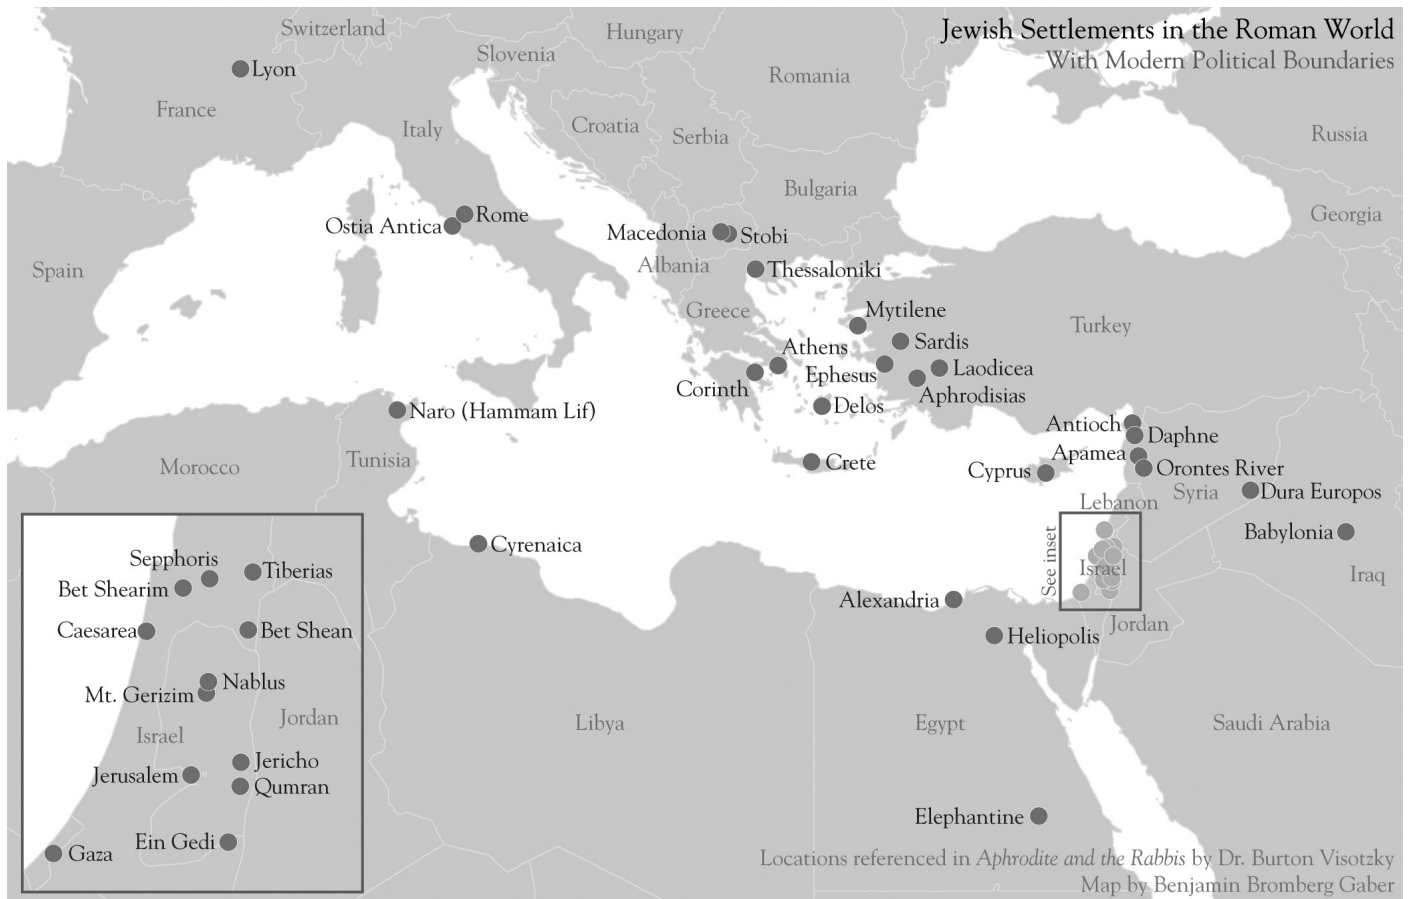 Jewish Settlements in the Roman World
With Modern Political Boundaries
Switzerland
Hungary
Slovenia
Romania
Lyon
France
Italy
Croatia
Serbia
Russia
Bulgaria
Georgia
Rome
Ostia Antica
Macedonia
Stobi
Spain
Albania
Thessaloniki
Greece
Mytilene
Turkey
Athens
Sardis
Corinth
Ephesus
Laodicea
Aphrodisias
Naro (Hammam Lif)
Delos
Antioch
Daphne
Morocco
Tunisia
Crete
Cyprus
Apamea
Orontes River
Lebanon
Syria
Dura Europos
Cyrenaica
Babylonia
See inset
Israel
Iraq
Alexandria
Jordan
Heliopolis
Libya
Egypt
Saudi Arabia
Elephantine
Sepphoris
Tiberias
Bet Shearim
Caesarea
Bet Shean
Nablus
Mt. Gerizim
Jordan
Israel
Jericho
Jerusalem
Qumran
Ein Gedi
Gaza
Locations referenced in Aphrodite and the Rabbis by Dr. Burton Visotzky
Map by Benjamin Bromberg Gaber